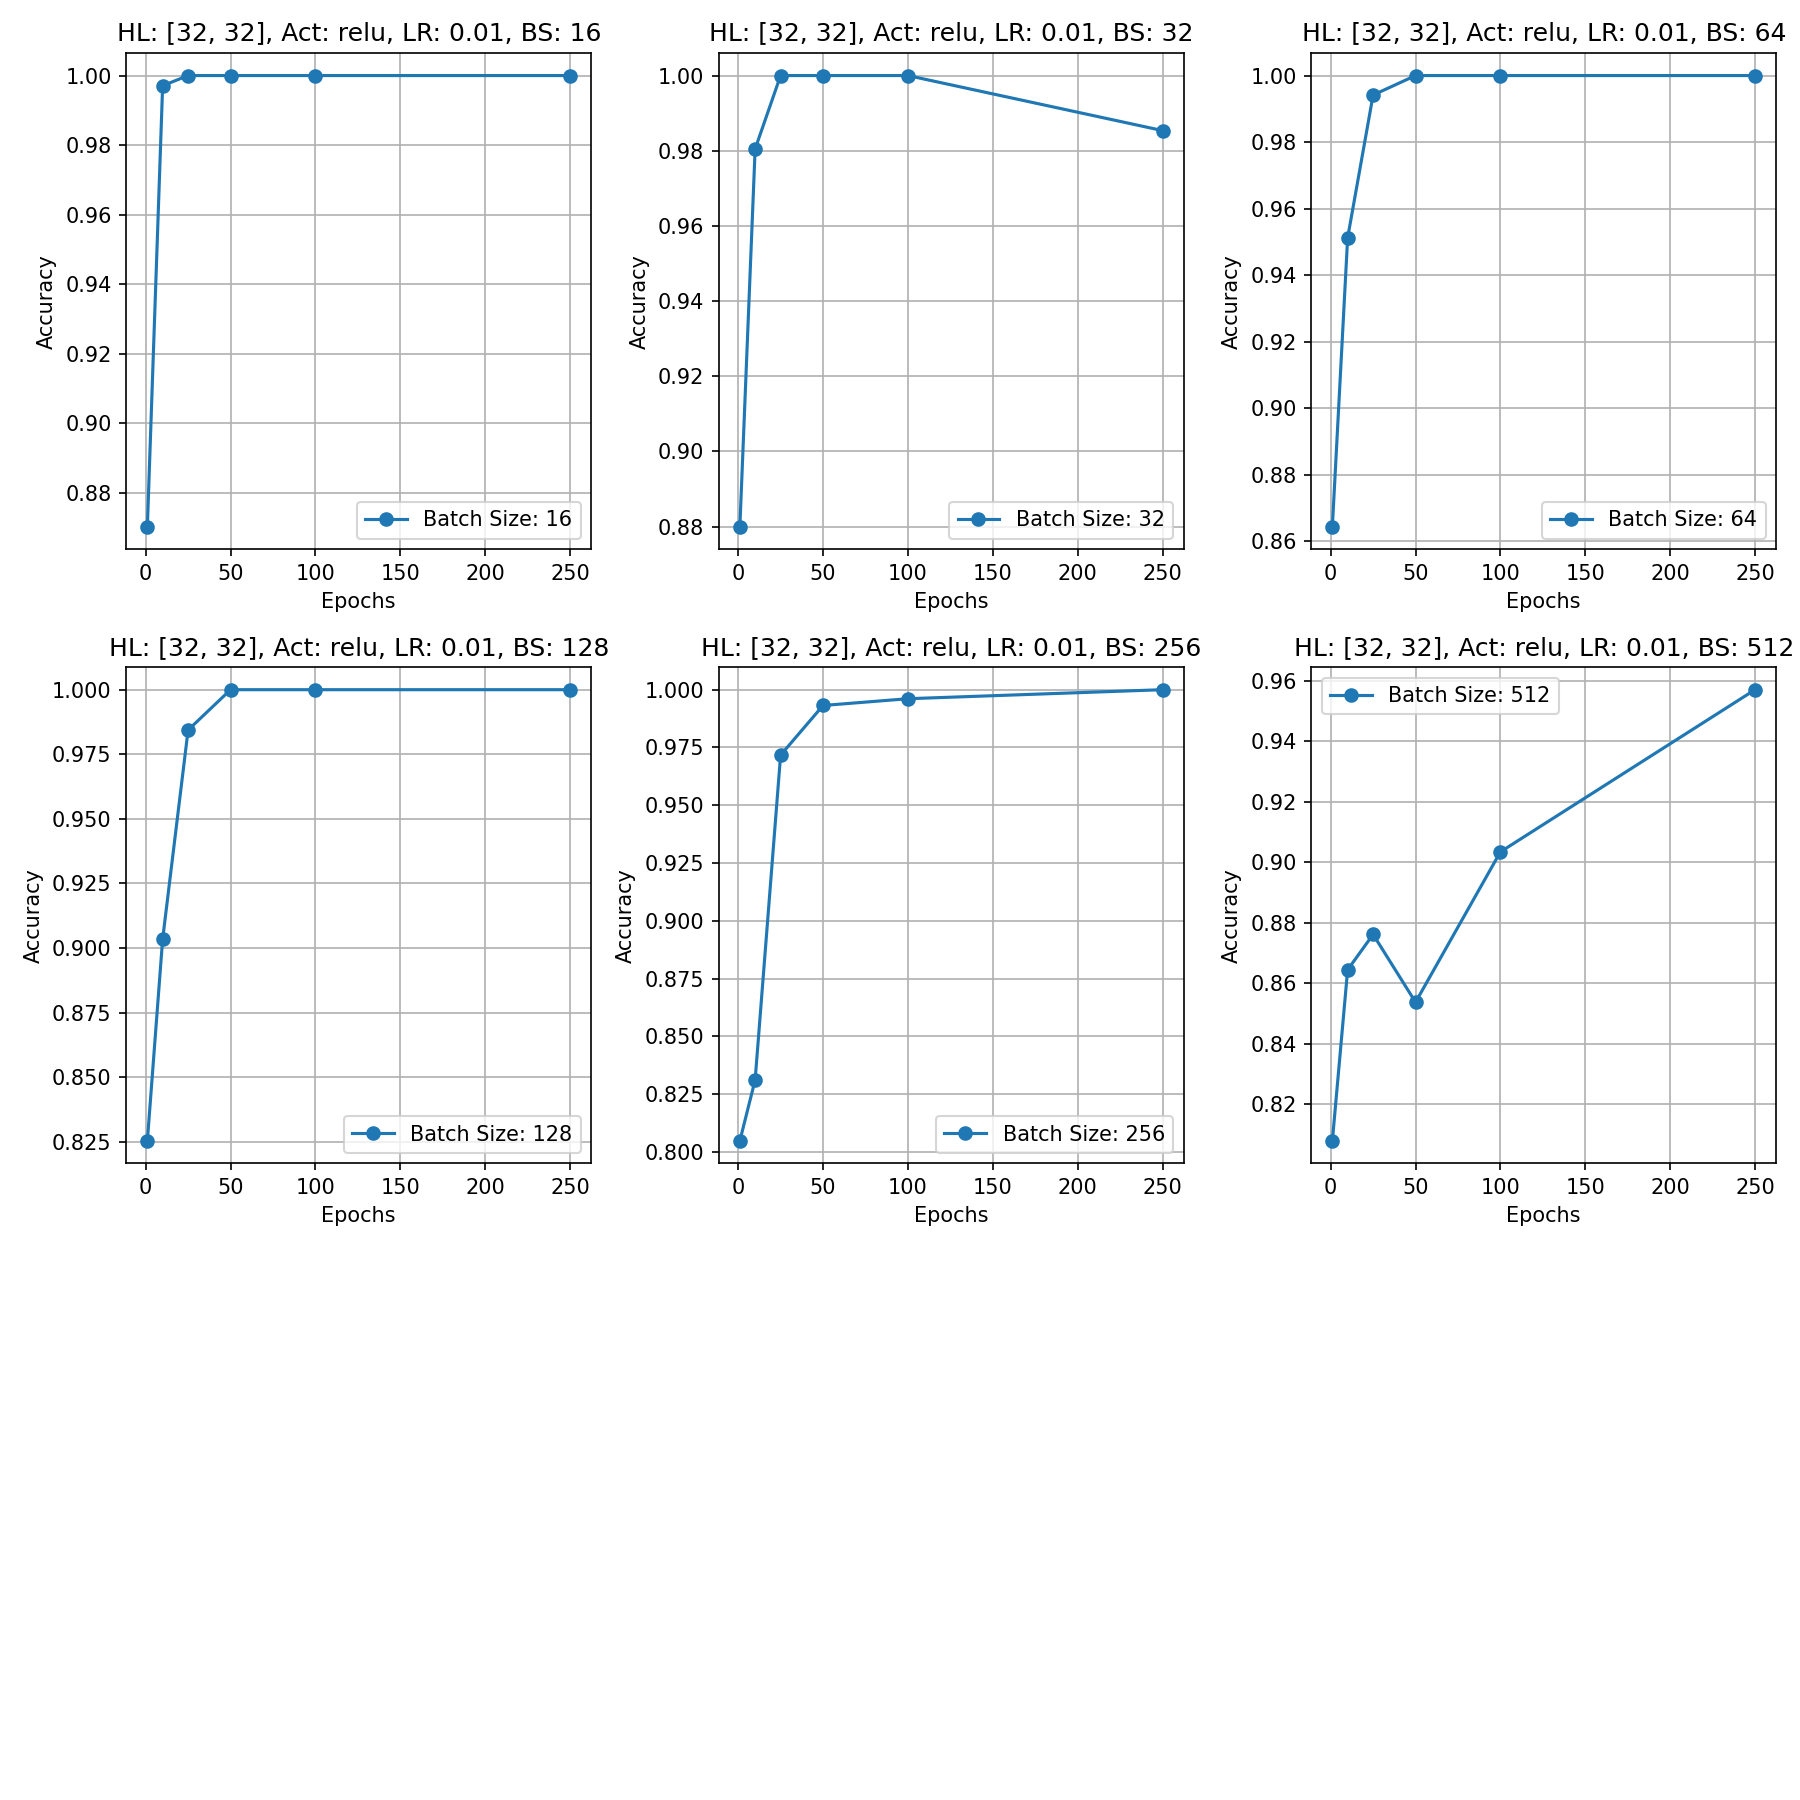 HL: [32, 32], Act: relu, LR: 0.01, BS: 16
1.00
0.98
0.96
0.94
0.92
0.90
0.88
Accuracy
Batch Size: 16
0 50 100 150 200 250
Epochs
HL: [32, 32], Act: relu, LR: 0.01, BS: 32
1.00
0.98
0.96
0.94
0.92
0.90
0.88
Accuracy
Batch Size: 32
0 50 100 150 200 250
Epochs
HL: [32, 32], Act: relu, LR: 0.01, BS: 64
1.00
0.98
0.96
0.94
0.92
0.90
0.88
0.86
Accuracy
Batch Size: 64
0 50 100 150 200 250
Epochs
HL: [32, 32], Act: relu, LR: 0.01, BS: 128
1.000
0.975
0.950
0.925
0.900
0.875
0.850
0.825
Accuracy
Batch Size: 128
0 50 100 150 200 250
Epochs
HL: [32, 32], Act: relu, LR: 0.01, BS: 256
1.000
0.975
0.950
0.925
0.900
0.875
0.850
0.825
0.800
Accuracy
Batch Size: 256
0 50 100 150 200 250
Epochs
HL: [32, 32], Act: relu, LR: 0.01, BS: 512
Batch Size: 512
0.96
0.94
0.92
0.90
0.88
0.86
0.84
0.82
Accuracy
0 50 100 150 200 250
Epochs